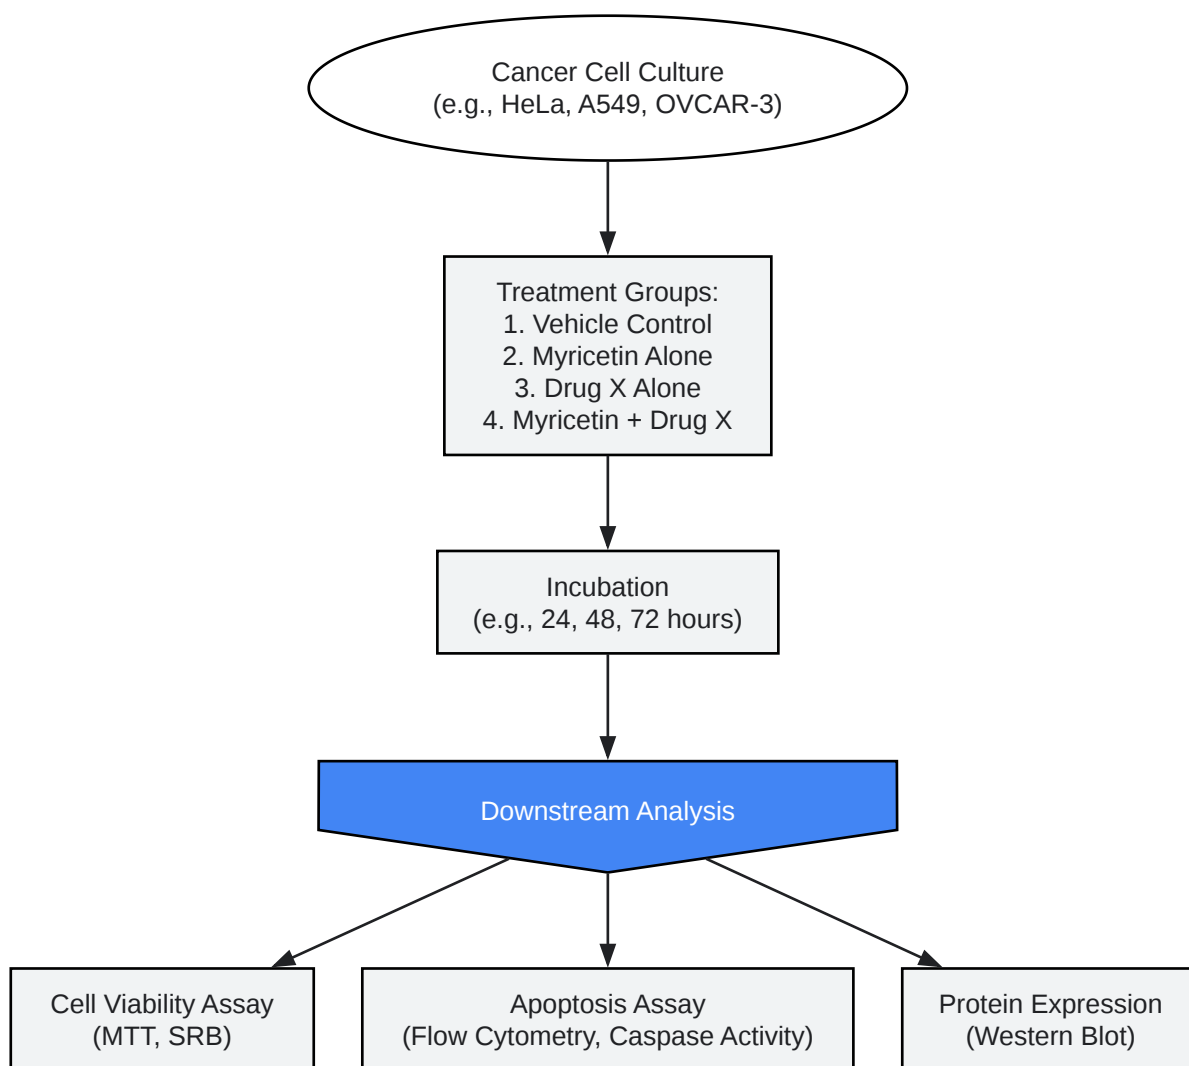 Cancer Cell Culture
(e.g., HeLa, A549, OVCAR-3)
Treatment Groups:
1. Vehicle Control
2. Myricetin Alone
3. Drug X Alone
4. Myricetin + Drug X
Incubation
(e.g., 24, 48, 72 hours)
Downstream Analysis
Cell Viability Assay
(MTT, SRB)
Apoptosis Assay
(Flow Cytometry, Caspase Activity)
Protein Expression
(Western Blot)